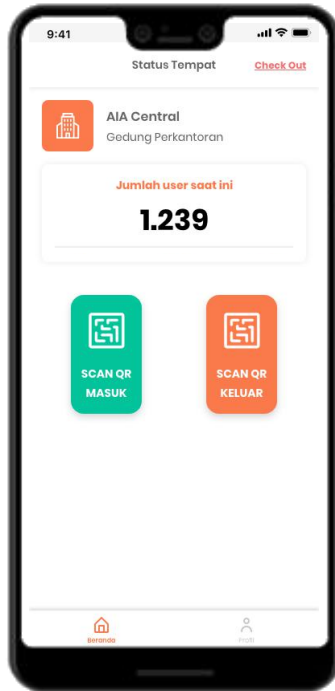 9:41
Status Tempat
Check Out
AIA Central
Gedung Perkantoran
Jumlah user saat ini
1.239
SCAN QR
MASUK
SCAN QR
KELUAR
Beranda
Profil